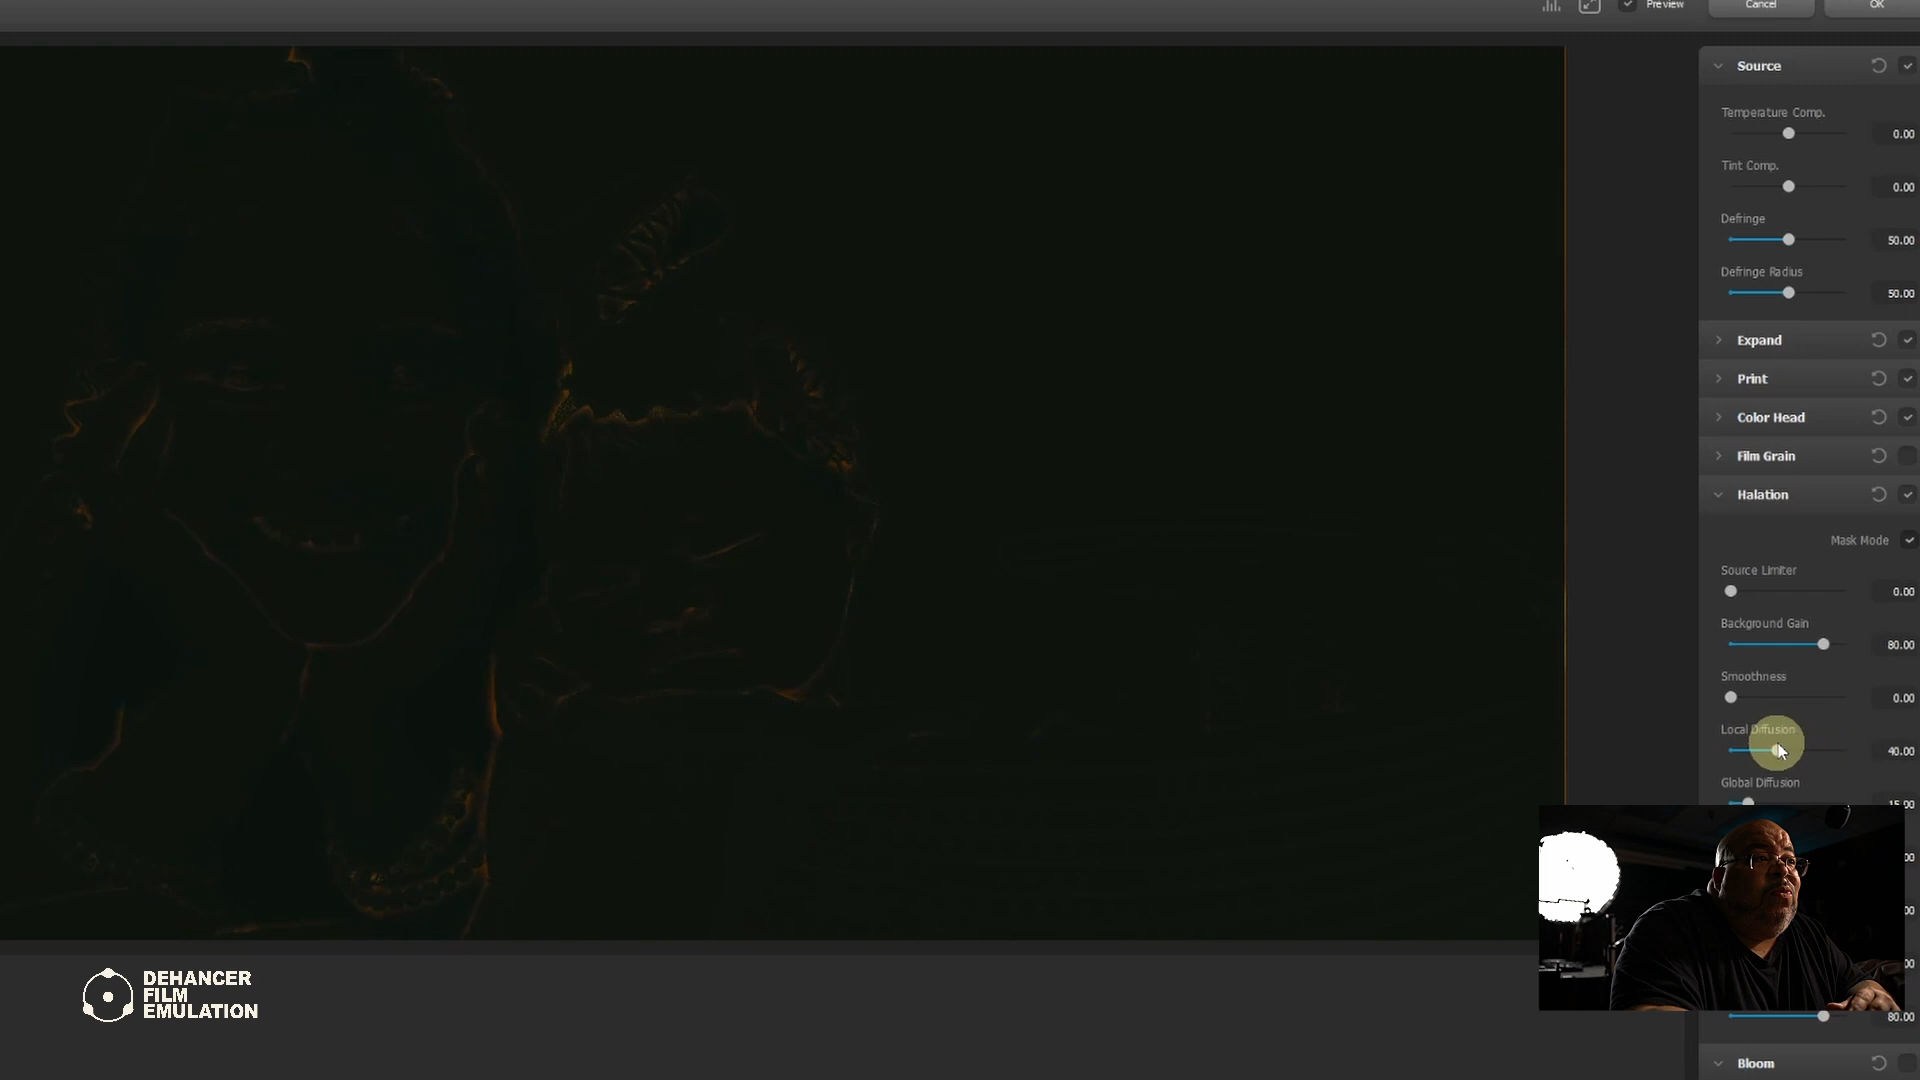 Preview
Cancel
OK
Source
Temperature Comp.
0.00
Tint Comp.
0.00
Defringe
50.00
Defringe Radius
50.00
Expand
Print
Color Head
Film Grain
Halation
Mask Mode
Source Limiter
0.00
Background Gain
80.00
Smoothness
0.00
Local Diffusion
40.00
Global Diffusion
80.00
Bloom
DEHANCER
FILM
EMULATION